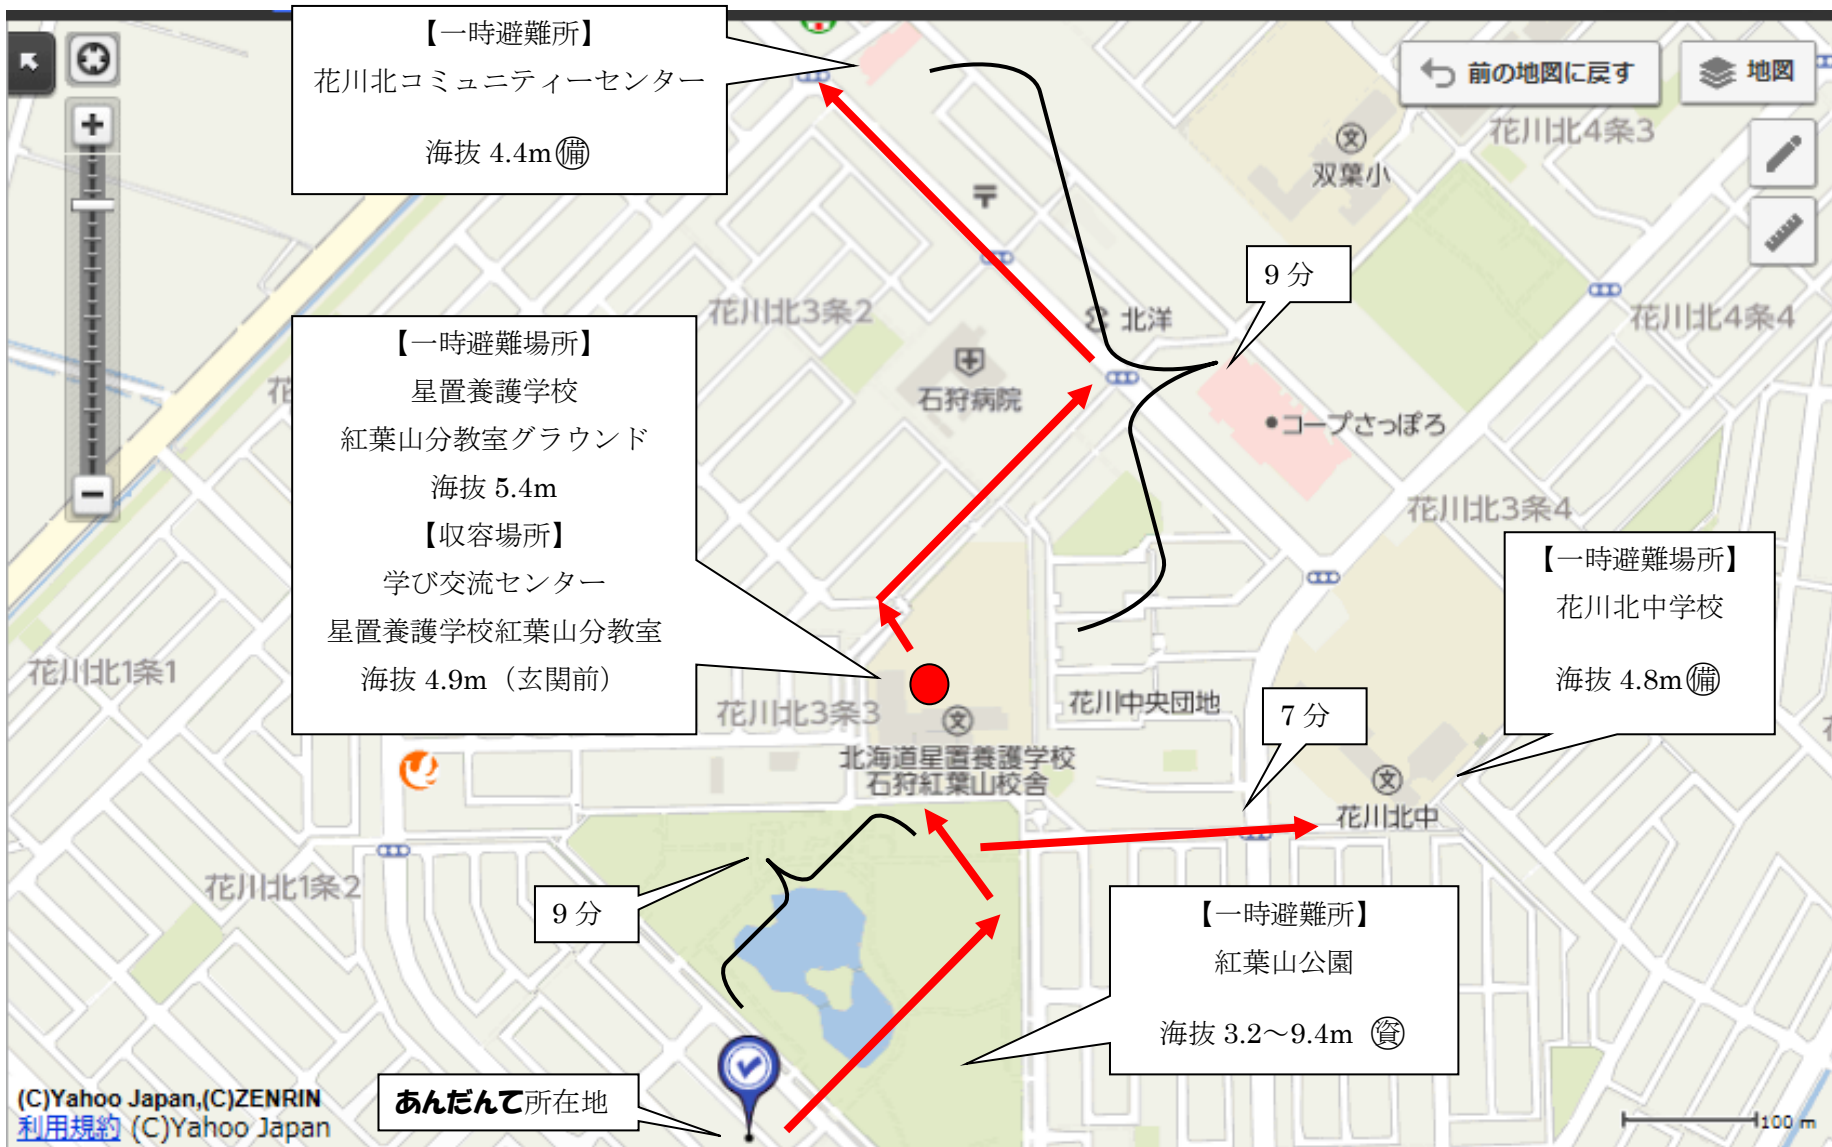 【一時避難所】
花川北コミュニティーセンター
海抜 4.4m㊙備
前の地図に戻す
地図
花川北4条3
双葉小
文
〒
9 分
花川北3条2
北洋
花川北4条4
石狩病院
コープさっぽろ
【一時避難場所】
星置養護学校
紅葉山分教室グラウンド
海抜 5.4m
【収容場所】
学び交流センター
星置養護学校紅葉山分教室
海抜 4.9m（玄関前）
花
花川北3条4
【一時避難場所】
花川北中学校
海抜 4.8m 備
花川北1条1
花川北3条3
花川中央団地
7 分
文
北海道星置養護学校
石狩紅葉山校舎
文
花川北中
花川北1条2
9 分
【一時避難所】
紅葉山公園
海抜 3.2～9.4m ㊮
あんだんて所在地
(C)Yahoo Japan,(C)ZENRIN
利用規約 (C)Yahoo Japan
100 m